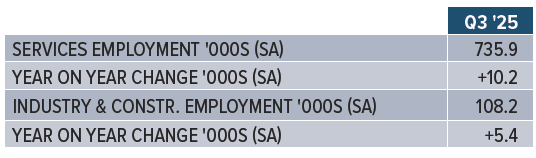 Q3 '25
SERVICES EMPLOYMENT '000S (SA) 735.9
YEAR ON YEAR CHANGE '000S (SA) +10.2
INDUSTRY & CONSTR. EMPLOYMENT '000S (SA) 108.2
YEAR ON YEAR CHANGE '000S (SA) +5.4